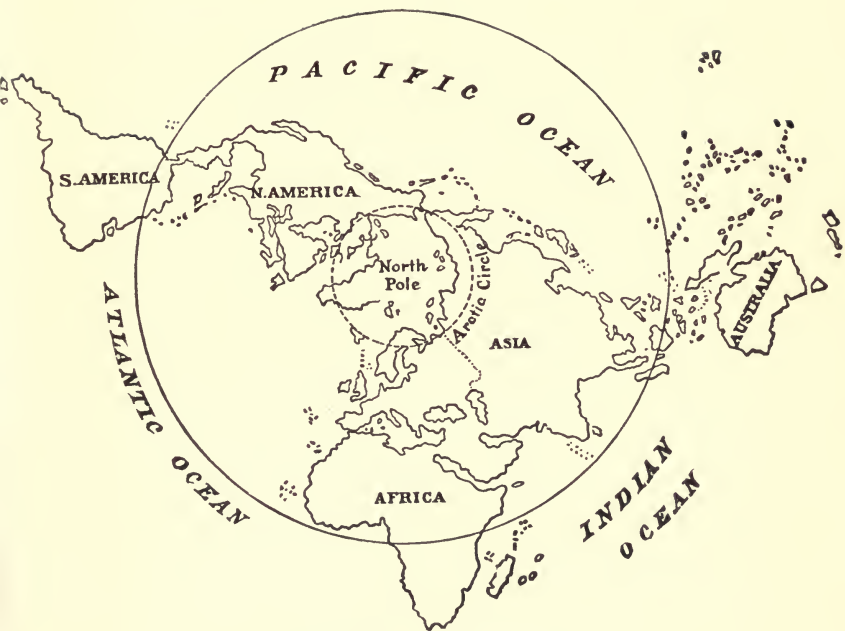 PACIFIC OCEAN
S. AMERICA
N. AMERICA
North
Pole
Arctic Circle
ASIA
AUSTRALIA
ATLANTIC OCEAN
AFRICA
INDIAN
OCEAN